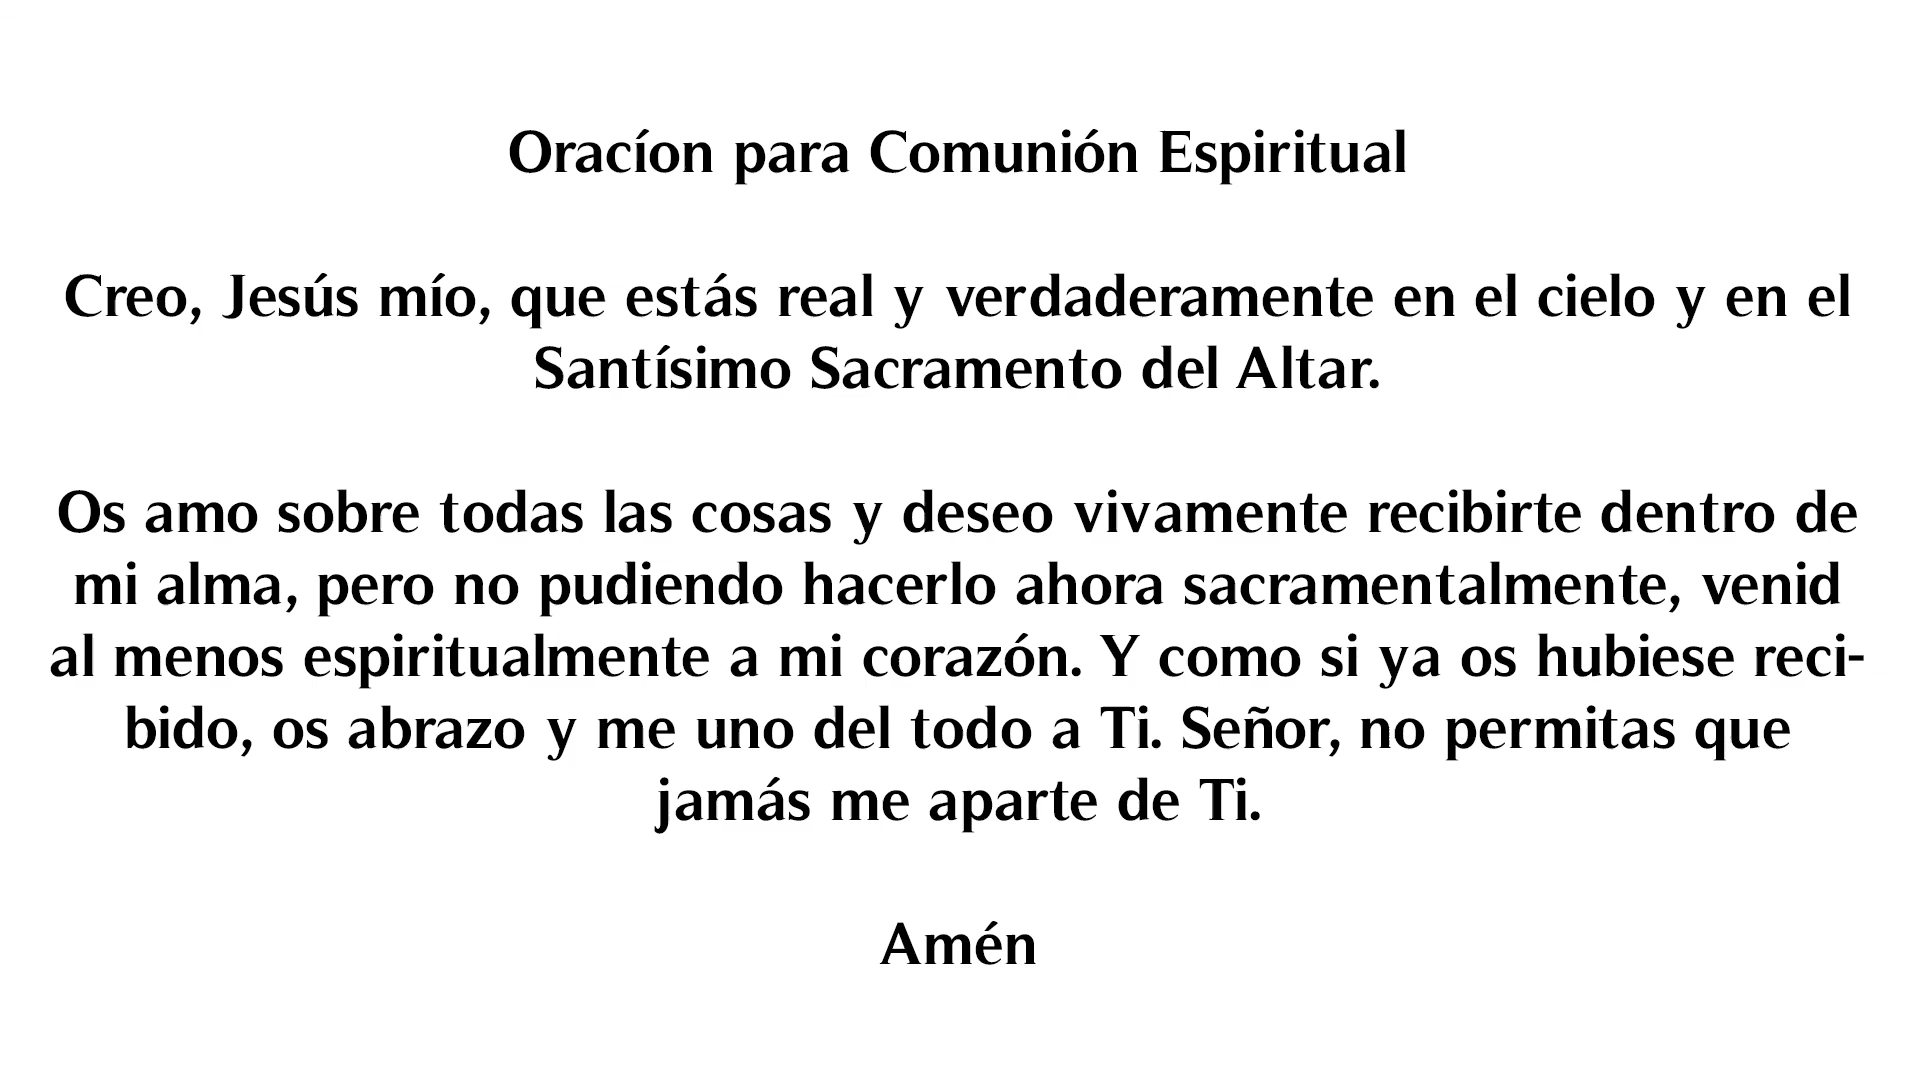 Oracíon para Comunión Espiritual
Creo, Jesús mío, que estás real y verdaderamente en el cielo y en el
Santísimo Sacramento del Altar.
Os amo sobre todas las cosas y deseo vivamente recibirte dentro de
mi alma, pero no pudiendo hacerlo ahora sacramentalmente, venid
al menos espiritualmente a mi corazón. Y como si ya os hubiese reci-
bido, os abrazo y me uno del todo a Ti. Señor, no permitas que
jamás me aparte de Ti.
Amén